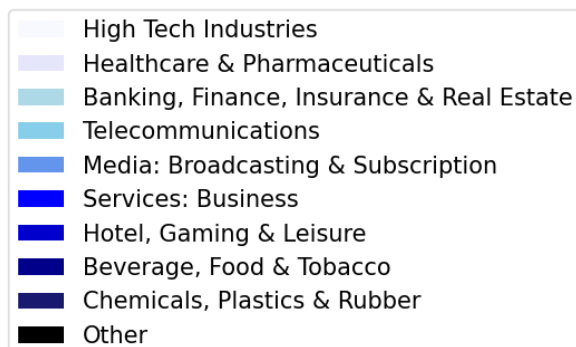 High Tech Industries
Healthcare & Pharmaceuticals
Banking, Finance, Insurance & Real Estate
Telecommunications
Media: Broadcasting & Subscription
Services: Business
Hotel, Gaming & Leisure
Beverage, Food & Tobacco
Chemicals, Plastics & Rubber
Other